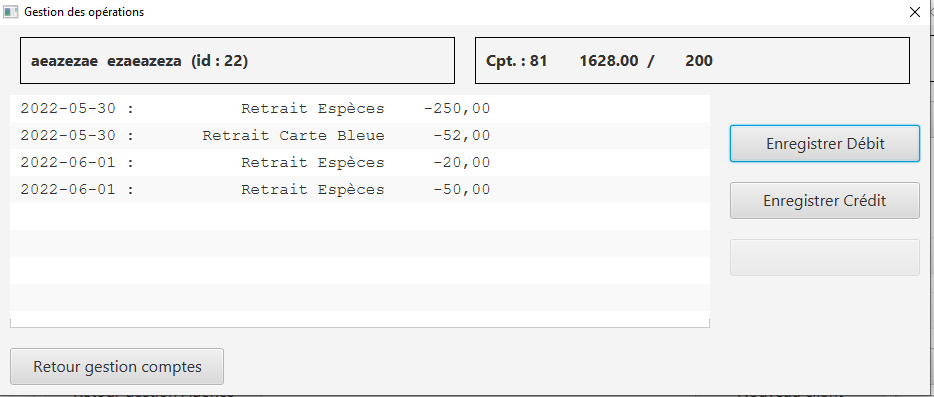 Gestion des opérations
aeazezae ezaeazeza (id : 22)
Cpt. : 81 1628.00 / 200
2022-05-30 : Retrait Espèces -250,00
2022-05-30 : Retrait Carte Bleue -52,00
2022-06-01 : Retrait Espèces -20,00
2022-06-01 : Retrait Espèces -50,00
Enregistrer Débit
Enregistrer Crédit
Retour gestion comptes